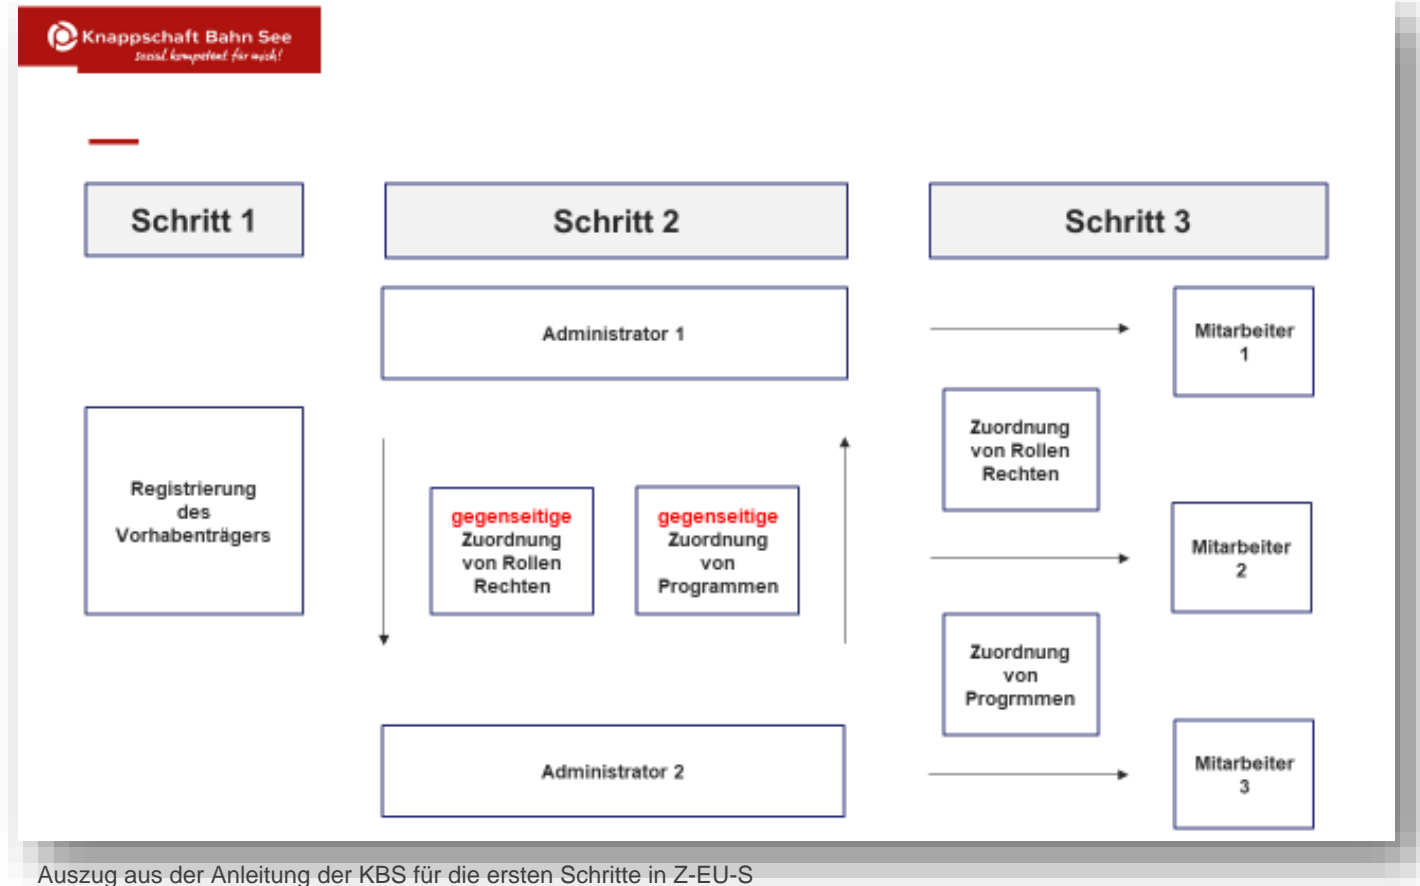 Knappschaft Bahn See
sozial. kompetent. für mich!
Schritt 1
Schritt 2
Schritt 3
Administrator 1
Mitarbeiter
1
Registrierung
des
Vorhabenträgers
gegenseitige
Zuordnung
von Rollen
Rechten
gegenseitige
Zuordnung
von
Programmen
Zuordnung
von Rollen
Rechten
Mitarbeiter
2
Zuordnung
von
Progrmmen
Administrator 2
Mitarbeiter
3
Auszug aus der Anleitung der KBS für die ersten Schritte in Z-EU-S